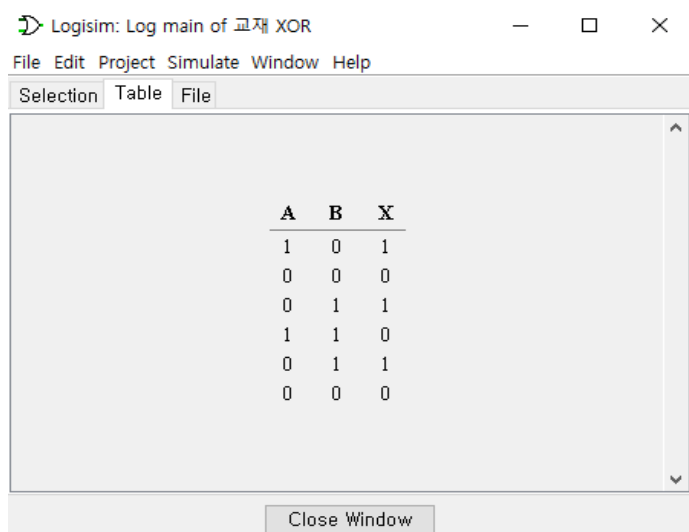 Logisim: Log main of 교재 XOR
File Edit Project Simulate Window Help
Selection Table File
A B X
1 0 1
0 0 0
0 1 1
1 1 0
0 1 1
0 0 0
Close Window